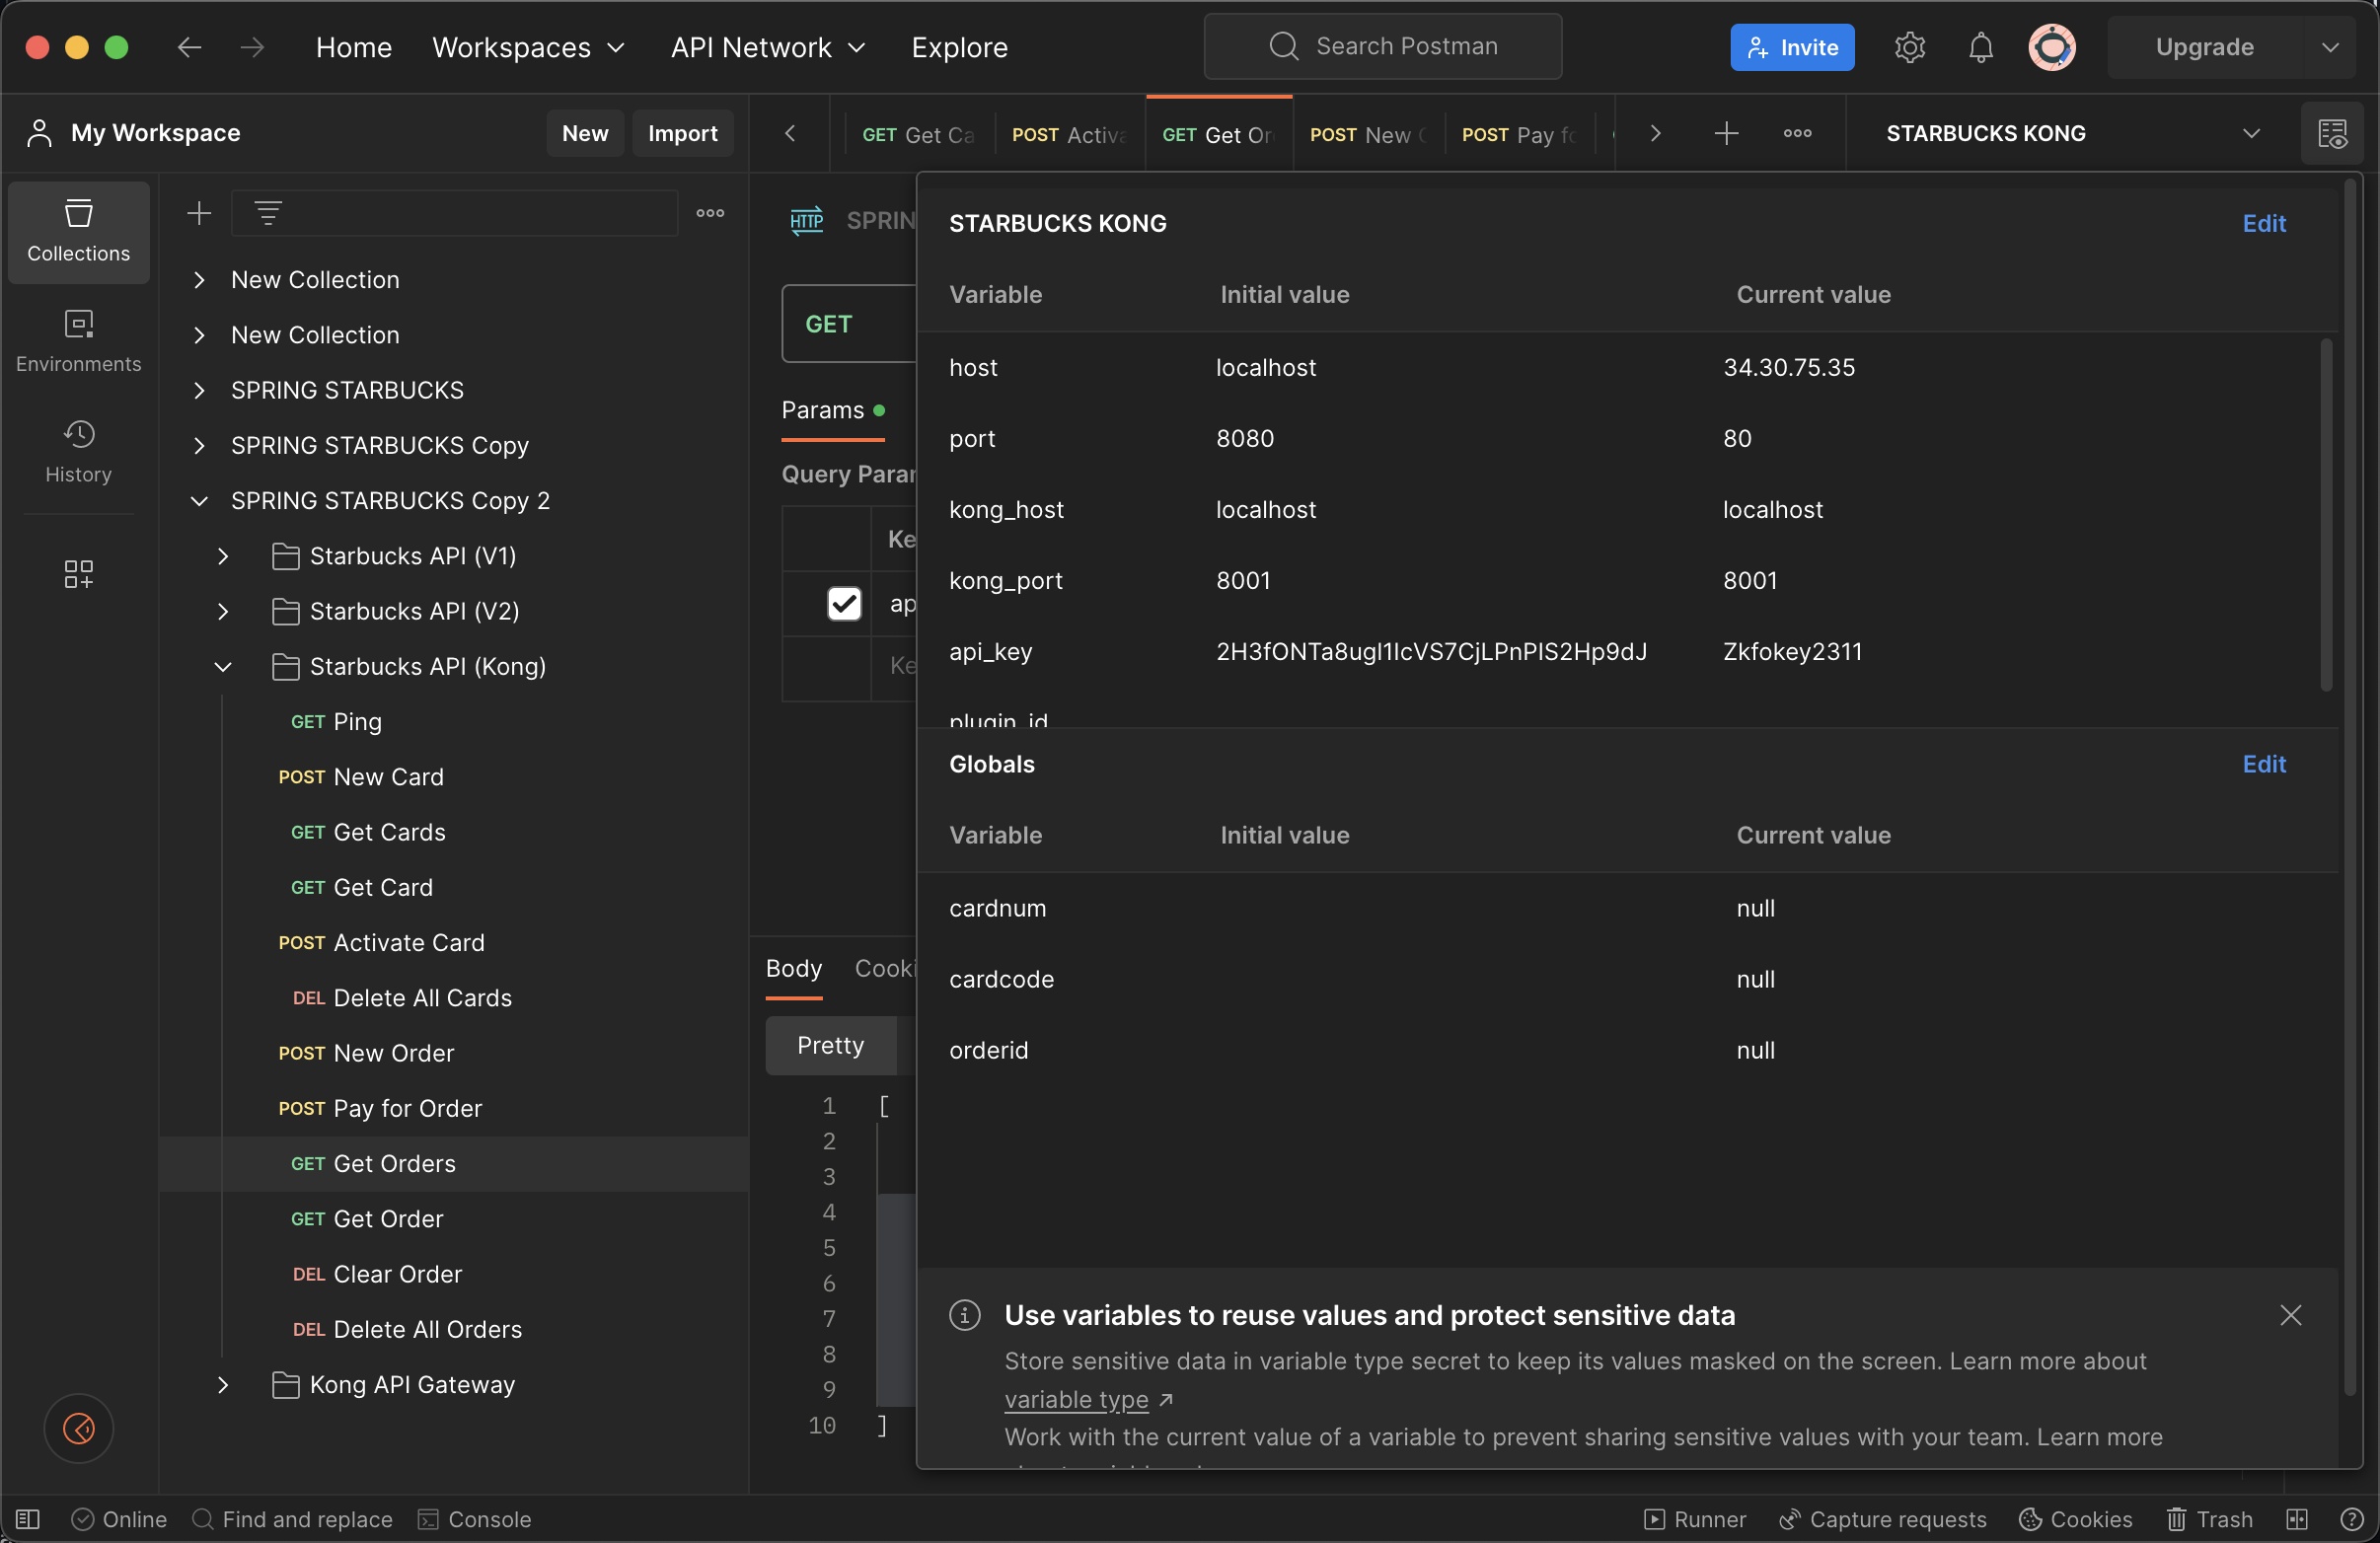 Home Workspaces API Network Explore Search Postman Invite Upgrade
My Workspace New Import GET Get Ca POST Activa GET Get Or POST New POST Pay fo STARBUCKS KONG
Collections
Environments
History
New Collection
New Collection
SPRING STARBUCKS
SPRING STARBUCKS Copy
SPRING STARBUCKS Copy 2
Starbucks API (V1)
Starbucks API (V2)
Starbucks API (Kong)
GET Ping
POST New Card
GET Get Cards
GET Get Card
POST Activate Card
DEL Delete All Cards
POST New Order
POST Pay for Order
GET Get Orders
GET Get Order
DEL Clear Order
DEL Delete All Orders
Kong API Gateway
HTTP SPRIN
GET
Params
Query Parar
Ke
ap
Ke
Body Cooki
Pretty
1 [
2
3
4
5
6
7
8
9
10 ]
STARBUCKS KONG Edit
Variable Initial value Current value
host localhost 34.30.75.35
port 8080 80
kong_host localhost localhost
kong_port 8001 8001
api_key 2H3fONTa8ugI1IcVS7CjLPnPIS2Hp9dJ Zkfokey2311
plugin_id
Globals Edit
Variable Initial value Current value
cardnum null
cardcode null
orderid null
Use variables to reuse values and protect sensitive data
Store sensitive data in variable type secret to keep its values masked on the screen. Learn more about
variable type ↗
Work with the current value of a variable to prevent sharing sensitive values with your team. Learn more
Online Find and replace Console Runner Capture requests Cookies Trash